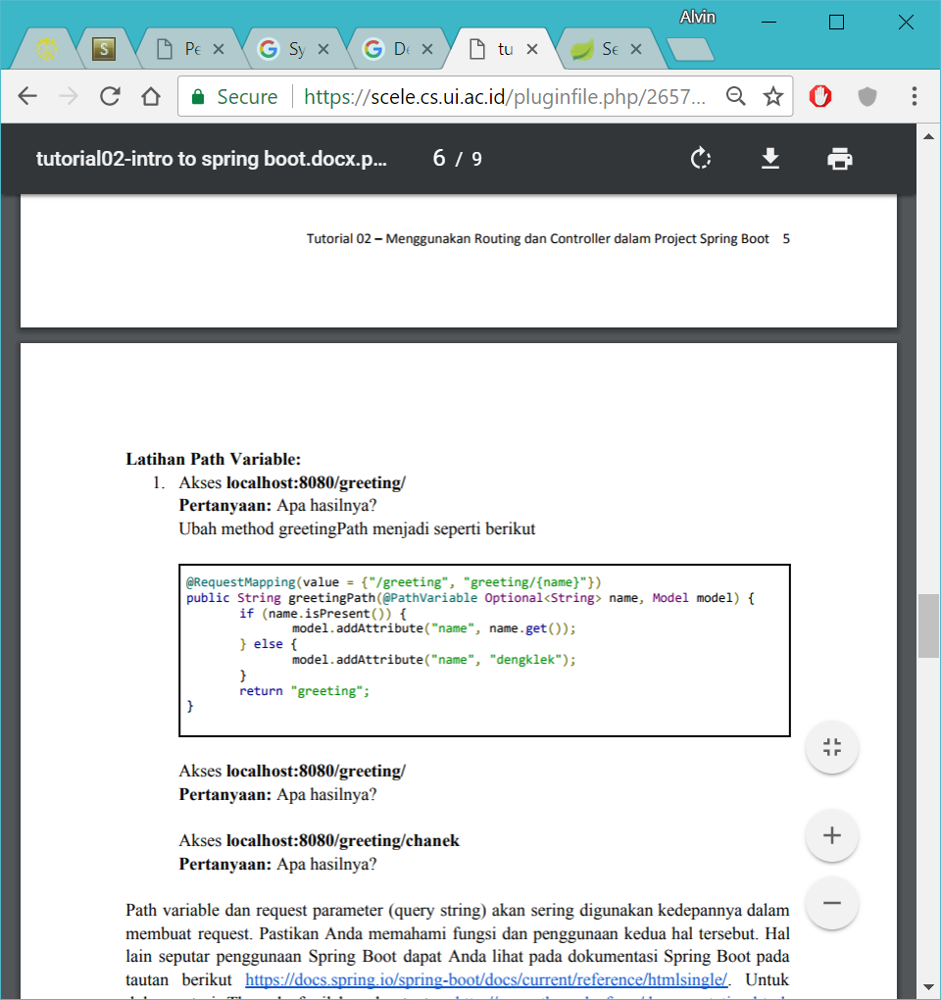 Alvin
S
Pe
Sy
De
tu
Se
Secure
https://scele.cs.ui.ac.id/pluginfile.php/2657...
tutorial02-intro to spring boot.docx.p...
6 / 9
Tutorial 02 – Menggunakan Routing dan Controller dalam Project Spring Boot 5
Latihan Path Variable:
1. Akses localhost:8080/greeting/
Pertanyaan: Apa hasilnya?
Ubah method greetingPath menjadi seperti berikut
@RequestMapping(value = {"/greeting", "greeting/{name}"})
public String greetingPath(@PathVariable Optional<String> name, Model model) {
if (name.isPresent()) {
model.addAttribute("name", name.get());
} else {
model.addAttribute("name", "dengklek");
}
return "greeting";
}
Akses localhost:8080/greeting/
Pertanyaan: Apa hasilnya?
Akses localhost:8080/greeting/chanek
Pertanyaan: Apa hasilnya?
Path variable dan request parameter (query string) akan sering digunakan kedepannya dalam
membuat request. Pastikan Anda memahami fungsi dan penggunaan kedua hal tersebut. Hal
lain seputar penggunaan Spring Boot dapat Anda lihat pada dokumentasi Spring Boot pada
tautan berikut https://docs.spring.io/spring-boot/docs/current/reference/htmlsingle/. Untuk